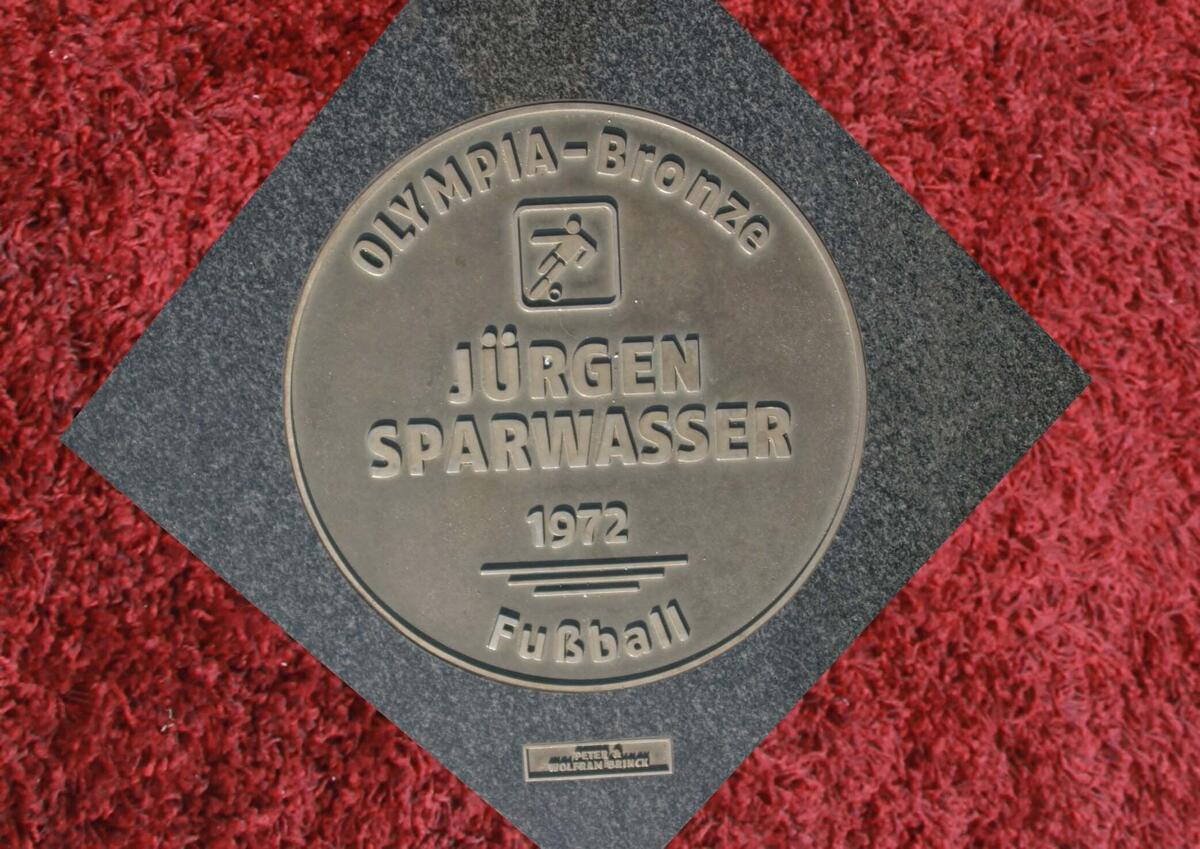 OLYMPIA-Bronze
JÜRGEN
SPARWASSER
1972
Fußball
PETER &
WOLFRAM BRINCK